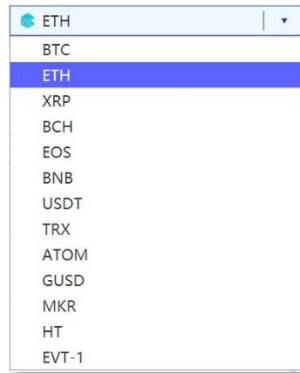 ETH
BTC
ETH
XRP
BCH
EOS
BNB
USDT
TRX
ATOM
GUSD
MKR
HT
EVT-1